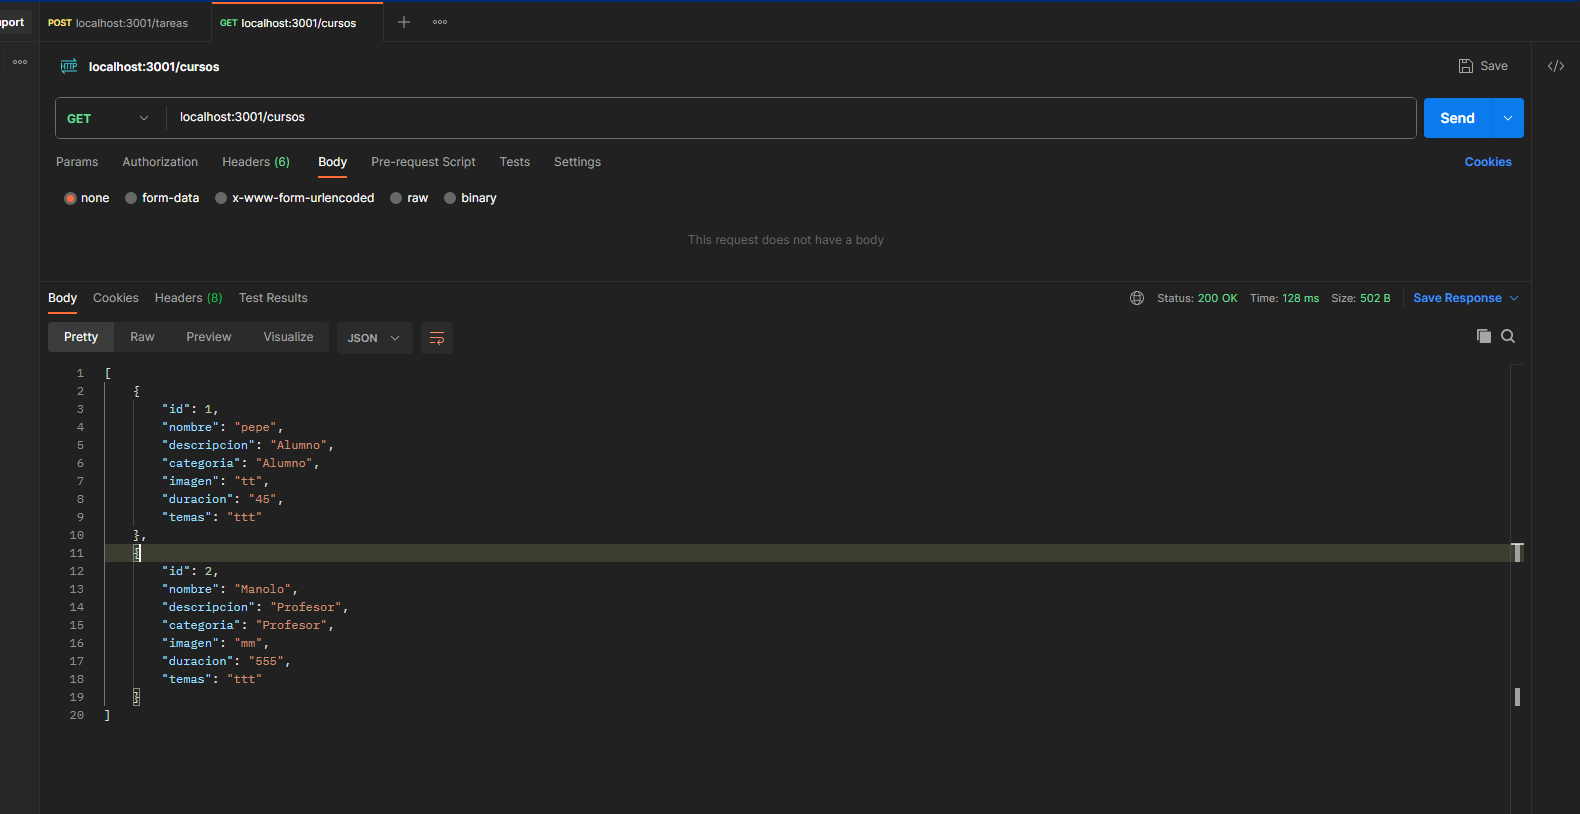 port POST localhost:3001/tareas GET localhost:3001/cursos
HTTP localhost:3001/cursos Save
GET localhost:3001/cursos Send
Params Authorization Headers (6) Body Pre-request Script Tests Settings Cookies
none form-data x-www-form-urlencoded raw binary
This request does not have a body
Body Cookies Headers (8) Test Results Status: 200 OK Time: 128 ms Size: 502 B Save Response
Pretty Raw Preview Visualize JSON
1 [
2 {
3 "id": 1,
4 "nombre": "pepe",
5 "descripcion": "Alumno",
6 "categoria": "Alumno",
7 "imagen": "tt",
8 "duracion": "45",
9 "temas": "ttt"
10 },
11 {
12 "id": 2,
13 "nombre": "Manolo",
14 "descripcion": "Profesor",
15 "categoria": "Profesor",
16 "imagen": "mm",
17 "duracion": "555",
18 "temas": "ttt"
19 }
20 ]